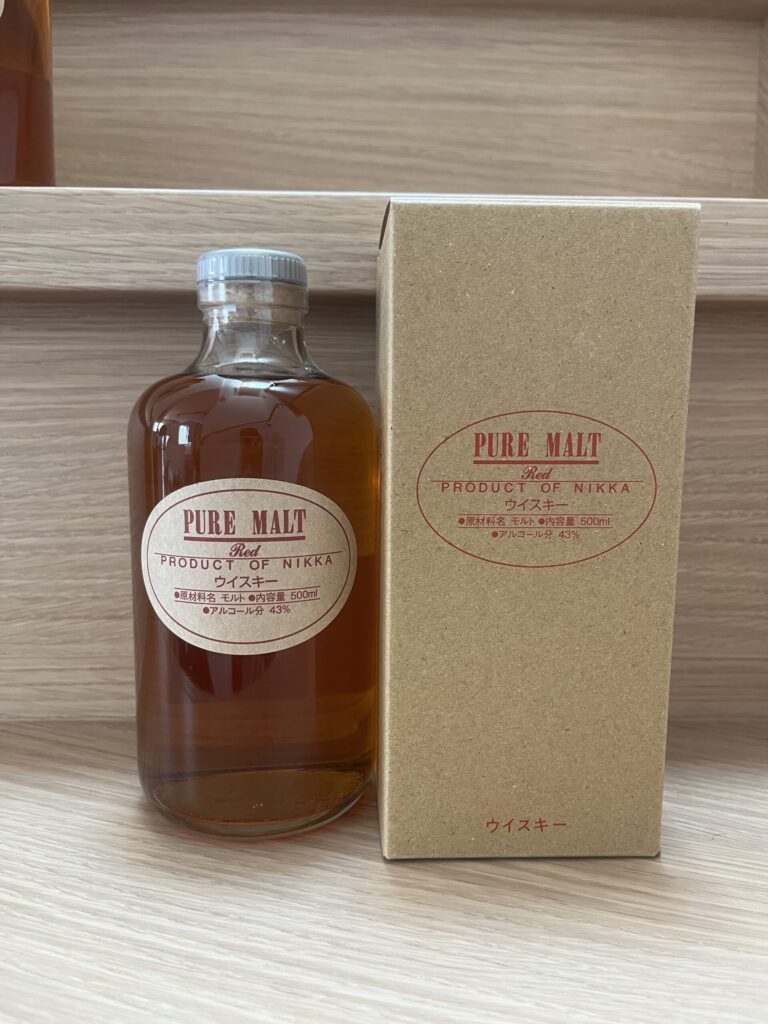 PURE MALT
Red
PRODUCT OF NIKKA
ウイスキー
●原材料名 モルト ●内容量 500ml
●アルコール分 43%
PURE MALT
Red
PRODUCT OF NIKKA
ウイスキー
●原材料名 モルト ●内容量 500ml
●アルコール分 43%
ウイスキー